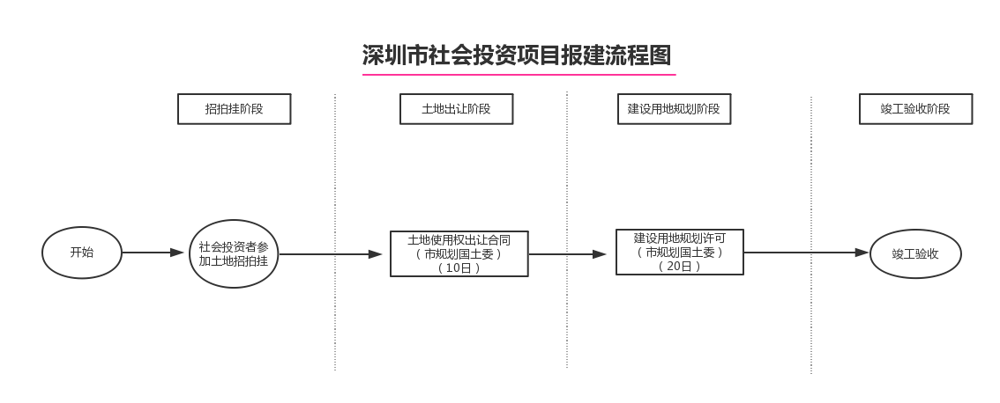 深圳市社会投资项目报建流程图
招拍挂阶段
土地出让阶段
建设用地规划阶段
竣工验收阶段
开始
社会投资者参
加土地招拍挂
土地使用权出让合同
（市规划国土委）
（10日）
建设用地规划许可
（市规划国土委）
（20日）
竣工验收